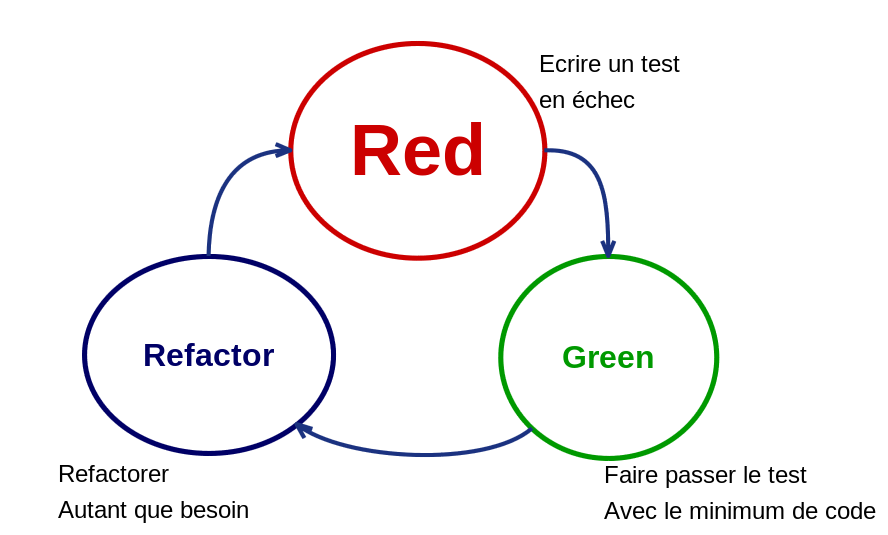 Ecrire un test
en échec
Red
Refactor
Green
Refactorer
Autant que besoin
Faire passer le test
Avec le minimum de code